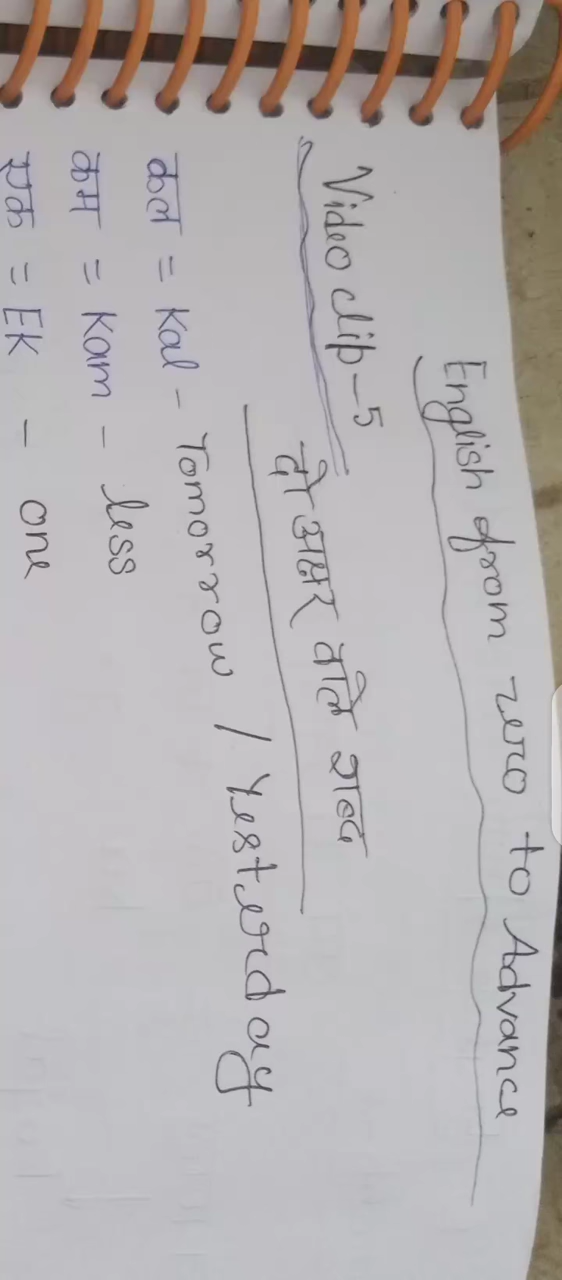 English from zero to Advance
Video clip-5
दो अक्षर वाले शब्द
कल = Kal - Tomorrow / Yesterday
कम = Kam - less
एक = EK - one